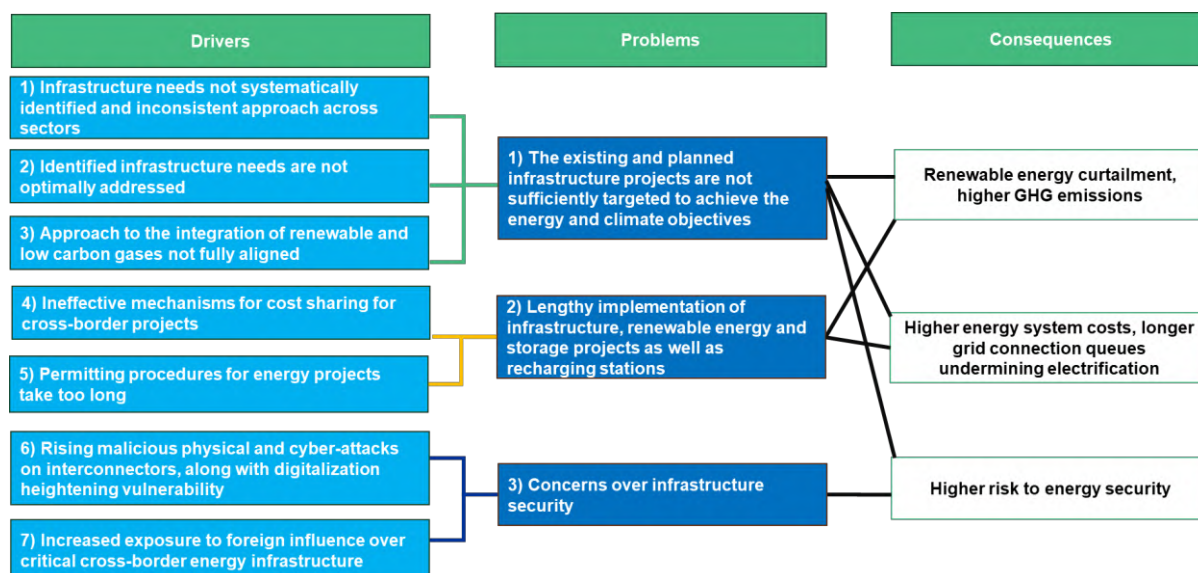 Drivers
Problems
Consequences
1) Infrastructure needs not systematically
identified and inconsistent approach across
sectors
2) Identified infrastructure needs are not
optimally addressed
3) Approach to the integration of renewable and
low carbon gases not fully aligned
4) Ineffective mechanisms for cost sharing for
cross-border projects
5) Permitting procedures for energy projects
take too long
6) Rising malicious physical and cyber-attacks
on interconnectors, along with digitalization
heightening vulnerability
7) Increased exposure to foreign influence over
critical cross-border energy infrastructure
1) The existing and planned
infrastructure projects are not
sufficiently targeted to achieve the
energy and climate objectives
2) Lengthy implementation of
infrastructure, renewable energy and
storage projects as well as
recharging stations
3) Concerns over infrastructure
security
Renewable energy curtailment,
higher GHG emissions
Higher energy system costs, longer
grid connection queues
undermining electrification
Higher risk to energy security